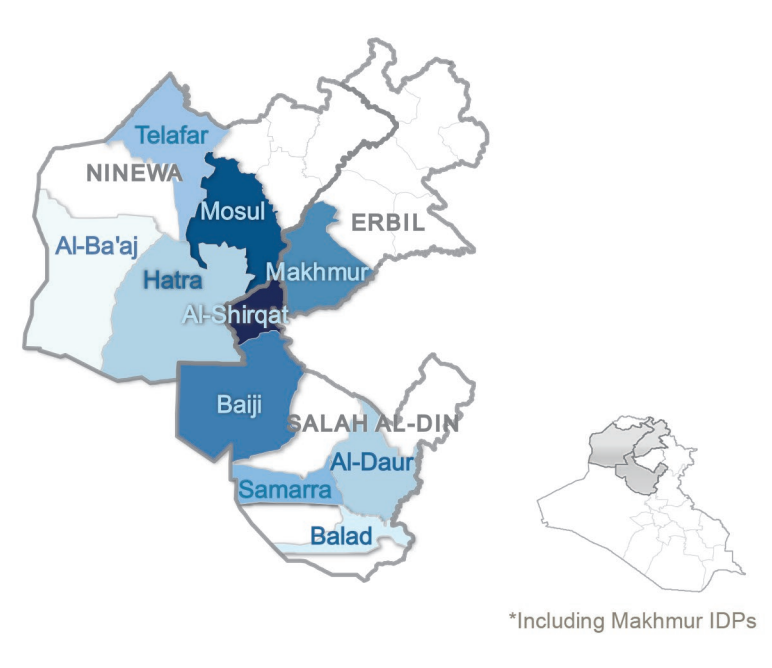 Telafar
NINEWA
Mosul
ERBIL
Al-Ba'aj
Hatra
Makhmur
Al-Shirqat
Baiji
SALAH AL-DIN
Al-Daur
Samarra
Balad
*Including Makhmur IDPs